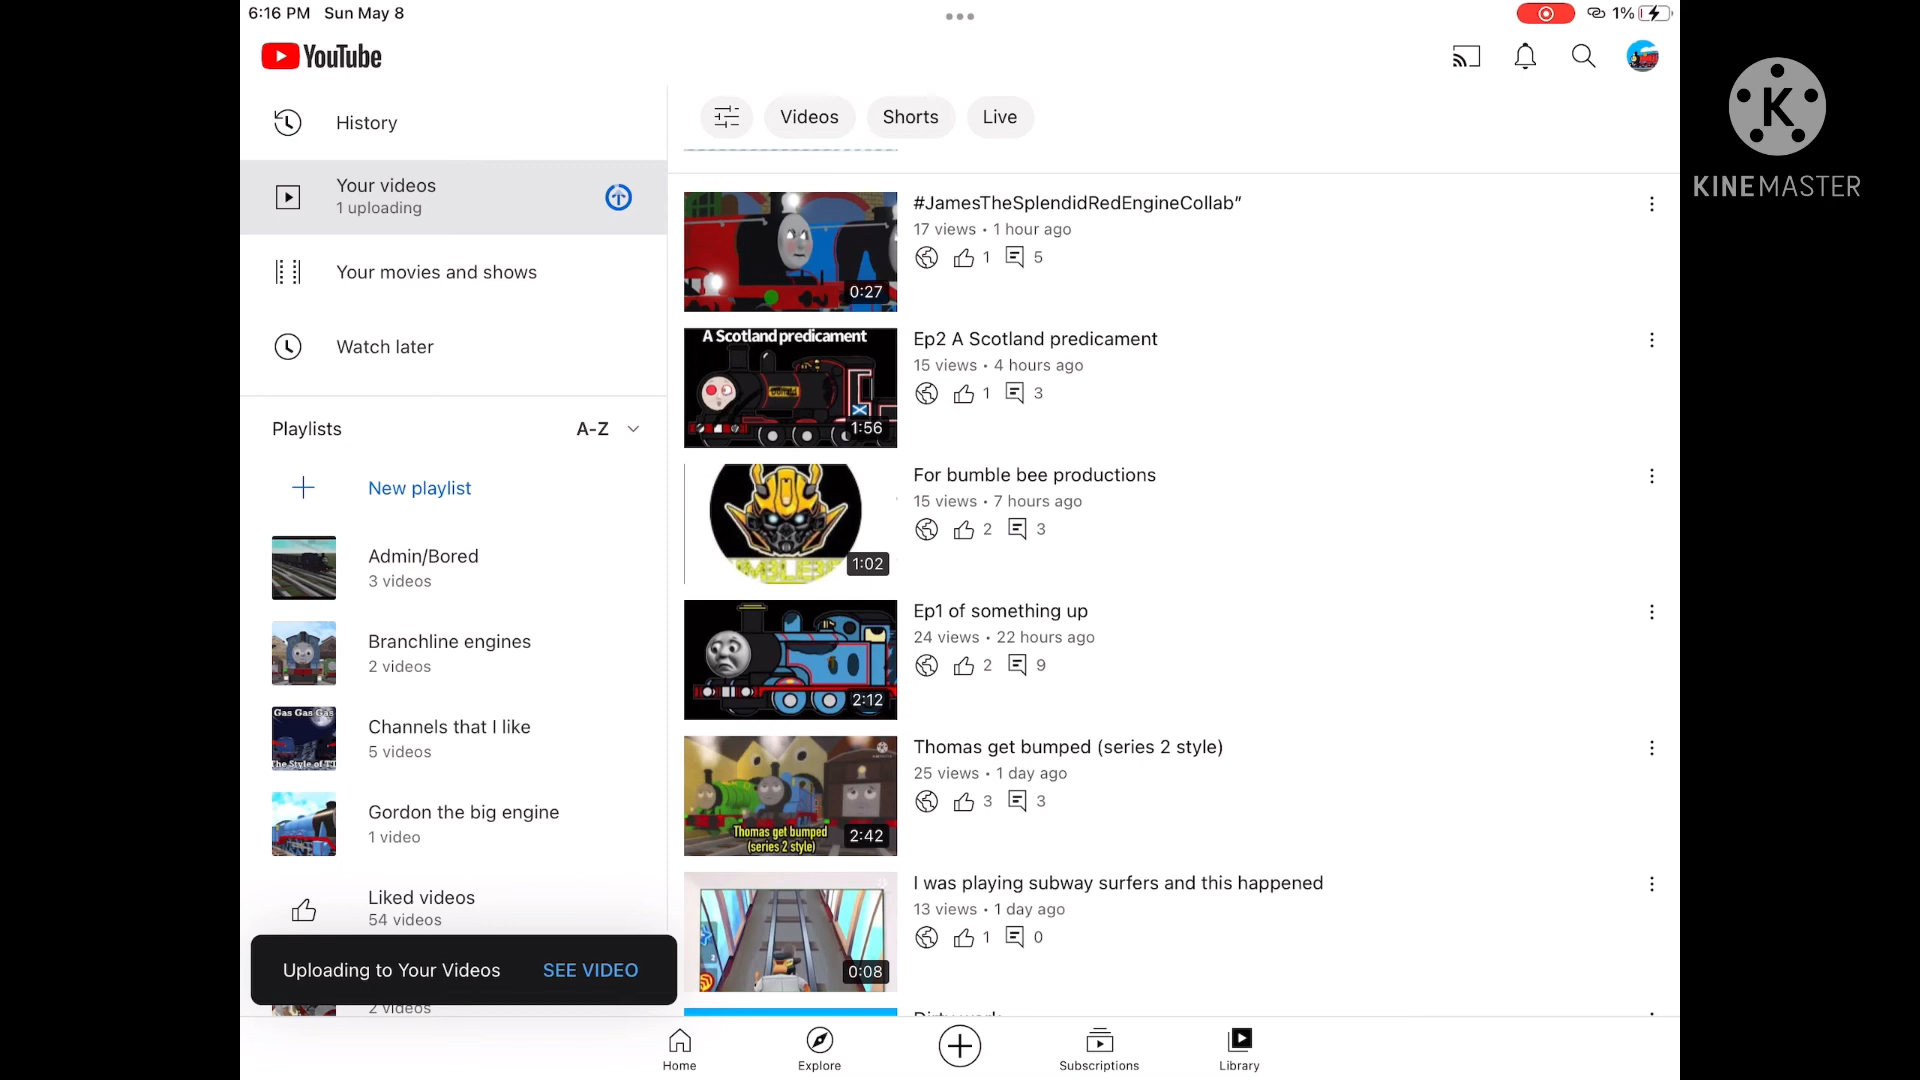 6:16 PM Sun May 8
1%
YouTube
History
Your videos
1 uploading
Your movies and shows
Watch later
Playlists
A-Z
New playlist
Admin/Bored
3 videos
Branchline engines
2 videos
Gas Gas Gas
Channels that I like
5 videos
Gordon the big engine
1 video
Liked videos
54 videos
Uploading to Your Videos SEE VIDEO
2 videos
Videos Shorts Live
#JamesTheSplendidRedEngineCollab”
17 views • 1 hour ago
1 5
0:27
A Scotland predicament
Ep2 A Scotland predicament
15 views • 4 hours ago
1 3
1:56
For bumble bee productions
15 views • 7 hours ago
2 3
1:02
Ep1 of something up
24 views • 22 hours ago
2 9
2:12
Thomas get bumped (series 2 style)
25 views • 1 day ago
3 3
Thomas get bumped
(series 2 style)
2:42
I was playing subway surfers and this happened
13 views • 1 day ago
1 0
0:08
Home Explore Subscriptions Library
K
KINEMASTER